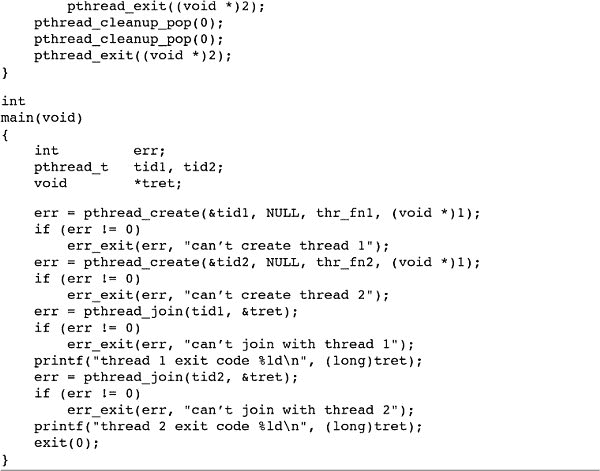 pthread_exit((void *)2);
    pthread_cleanup_pop(0);
    pthread_cleanup_pop(0);
    pthread_exit((void *)2);
}
int
main(void)
{
    int         err;
    pthread_t   tid1, tid2;
    void        *tret;
    err = pthread_create(&tid1, NULL, thr_fn1, (void *)1);
    if (err != 0)
        err_exit(err, "can’t create thread 1");
    err = pthread_create(&tid2, NULL, thr_fn2, (void *)1);
    if (err != 0)
        err_exit(err, "can’t create thread 2");
    err = pthread_join(tid1, &tret);
    if (err != 0)
        err_exit(err, "can’t join with thread 1");
    printf("thread 1 exit code %ld\n", (long)tret);
    err = pthread_join(tid2, &tret);
    if (err != 0)
        err_exit(err, "can’t join with thread 2");
    printf("thread 2 exit code %ld\n", (long)tret);
    exit(0);
}